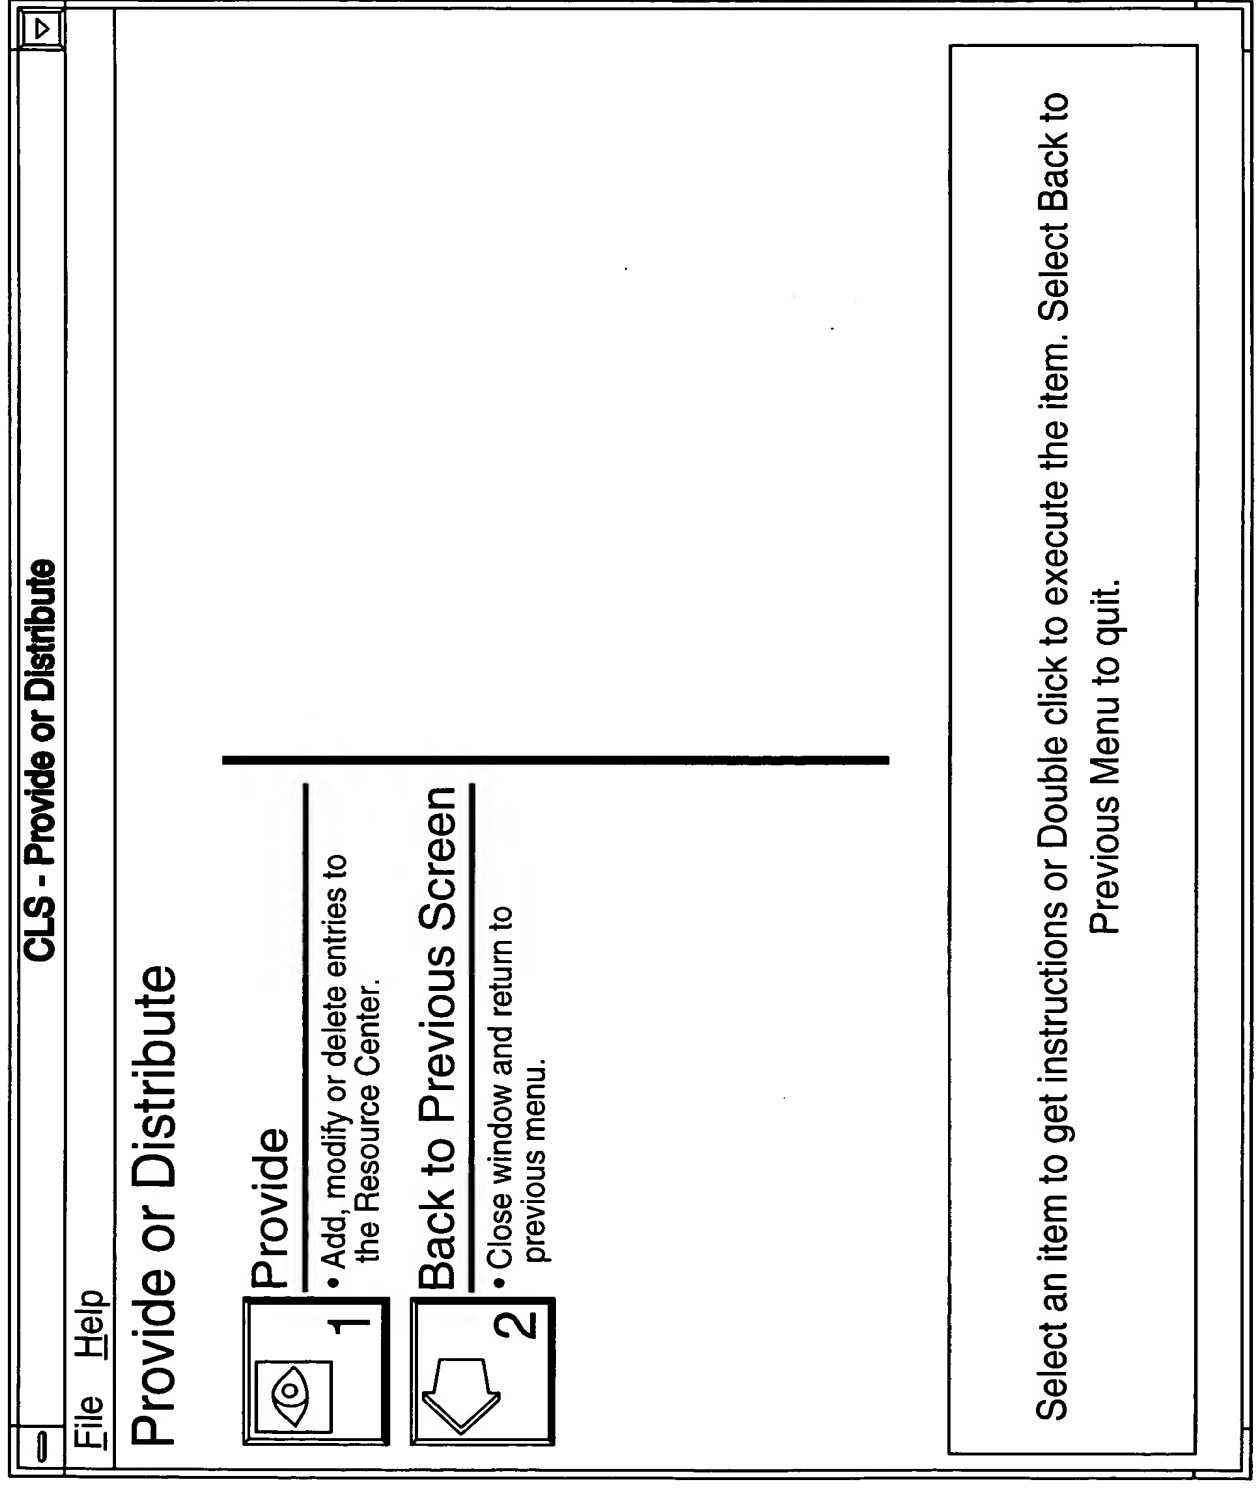 CLS - Provide or Distribute
File Help
Provide or Distribute
1
Provide
• Add, modify or delete entries to
the Resource Center.
2
Back to Previous Screen
• Close window and return to
previous menu.
Select an item to get instructions or Double click to execute the item. Select Back to
Previous Menu to quit.